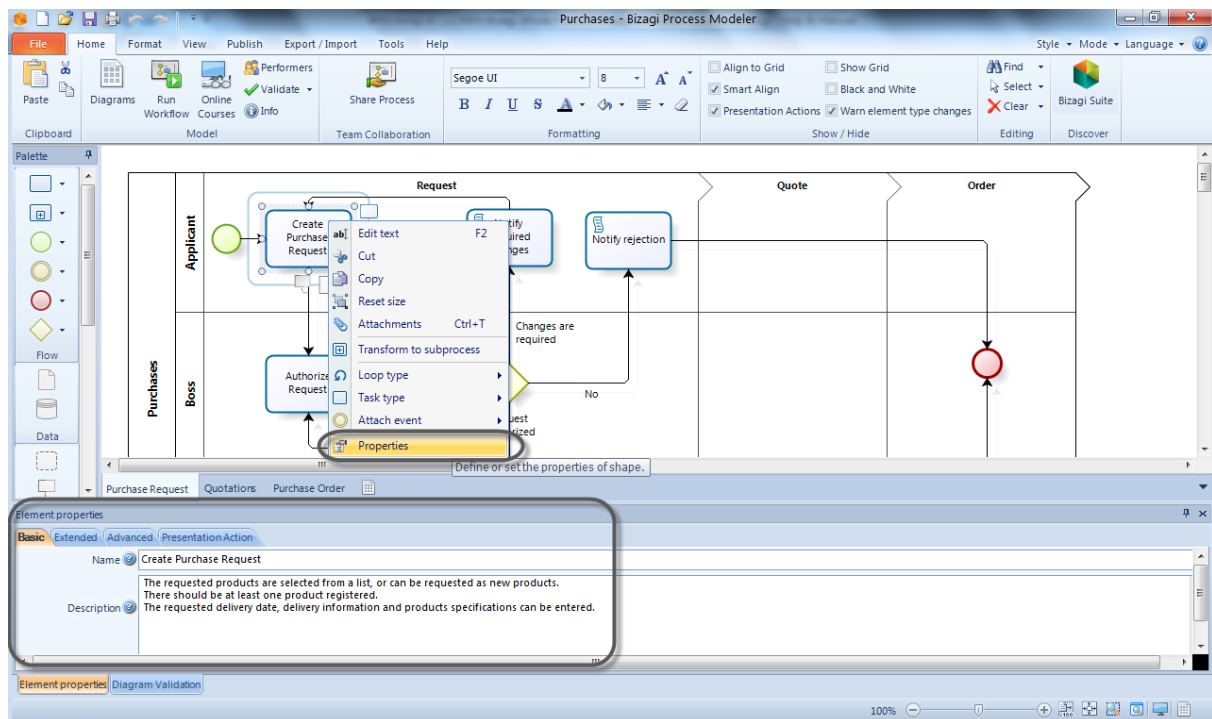 Purchases - Bizagi Process Modeler
File Home Format View Publish Export / Import Tools Help Style Mode Language
Paste
Clipboard
Diagrams
Run Workflow
Online Courses
Performers
Validate
Info
Model
Share Process
Team Collaboration
Segoe UI 8 A A
B I U S A
Formatting
Align to Grid Show Grid
Smart Align Black and White
Presentation Actions Warn element type changes
Show / Hide
Find
Select
Clear
Editing
Bizagi Suite
Discover
Palette
Flow
Data
Request Quote Order
Purchases
Applicant
Boss
Create
Purchase
Request
Notify rejection
Changes are
required
Authorize
Request
No
abI Edit text F2
Cut
Copy
Reset size
Attachments Ctrl+T
Transform to subprocess
Loop type
Task type
Attach event
Properties
Define or set the properties of shape.
Purchase Request Quotations Purchase Order
Element properties
Basic Extended Advanced Presentation Action
Name Create Purchase Request
Description
The requested products are selected from a list, or can be requested as new products.
There should be at least one product registered.
The requested delivery date, delivery information and products specifications can be entered.
Element properties Diagram Validation
100%